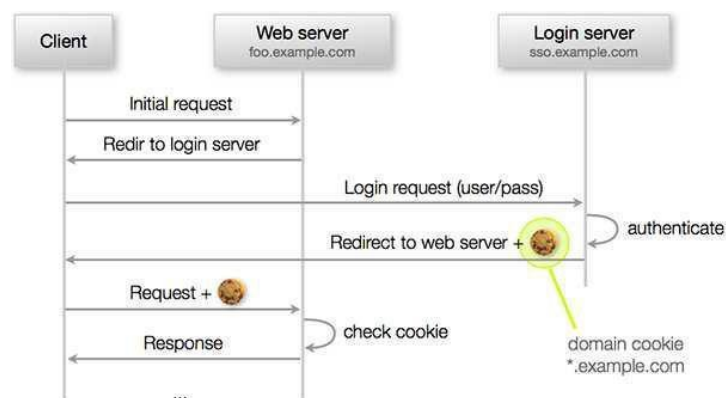 Client
Web server
foo.example.com
Login server
sso.example.com
Initial request
Redir to login server
Login request (user/pass)
authenticate
Redirect to web server +
Request +
check cookie
Response
domain cookie
*.example.com
...